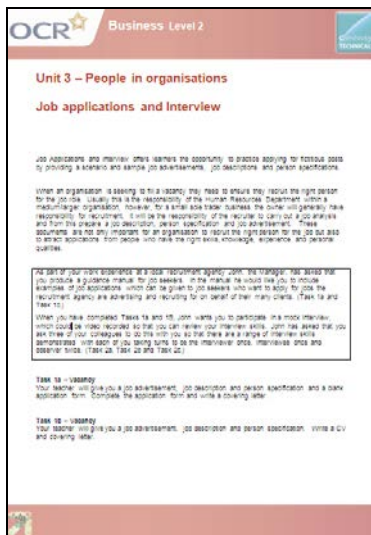 OCR
Business Level 2
TECHNICAL
Unit 3 – People in organisations
Job applications and Interview
Job Applications and Interview offers learners the opportunity to practice applying for fictitious posts
by providing a scenario and sample job advertisements, job descriptions and person specifications.
When an organisation is seeking to fill a vacancy they need to ensure they recruit the right person
for the job role. Usually this is the responsibility of the Human Resources Department within a
medium/larger organisation, however, for a small sole trader business the owner will generally have
responsibility for recruitment. It will be the responsibility of the recruiter to carry out a job analysis
and from this prepare a job description, person specification and job advertisement. These
documents are not only important for an organisation to recruit the right person for the job but also
to attract applications from people who have the right skills, knowledge, experience and personal
qualities.
As part of your work experience at a local recruitment agency John, the Manager, has asked that
you produce a guidance manual for job seekers. In the manual he would like you to include
examples of job applications which can be given to job seekers who want to apply for jobs the
recruitment agency are advertising and recruiting for on behalf of their many clients. (Task 1a and
Task 1b)
When you have completed Tasks 1a and 1B, John wants you to participate in a mock interview,
which could be video recorded so that you can review your interview skills. John has asked that you
ask three of your colleagues to do this with you so that there are a range of interview skills
demonstrated with each of you taking turns to be the interviewer once, interviewee once and
observer twice. (Task 2a, Task 2b and Task 2c)
Task 1a – Vacancy
Your teacher will give you a job advertisement, job description and person specification and a blank
application form. Complete the application form and write a covering letter.
Task 1b – Vacancy
Your teacher will give you a job advertisement, job description and person specification. Write a CV
and covering letter.